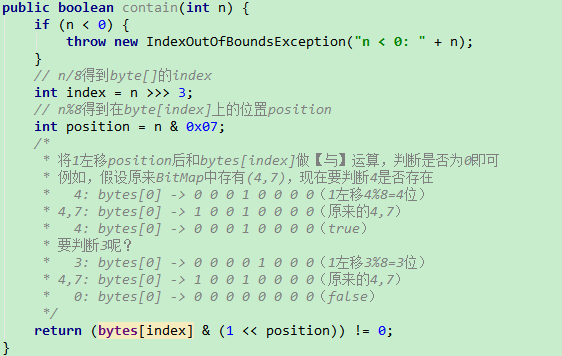 public boolean contain(int n) {
    if (n < 0) {
        throw new IndexOutOfBoundsException("n < 0: " + n);
    }
    // n/8得到byte[]的index
    int index = n >>> 3;
    // n%8得到在byte[index]上的位置position
    int position = n & 0x07;
    /*
     * 将1左移position后和bytes[index]做【与】运算，判断是否为0即可
     * 例如，假设原来BitMap中存有(4,7)，现在要判断4是否存在
     *   4: bytes[0] -> 0 0 0 1 0 0 0 0（1左移4%8=4位）
     * 4,7: bytes[0] -> 1 0 0 1 0 0 0 0（原来的4,7）
     *   4: bytes[0] -> 0 0 0 1 0 0 0 0（true）
     * 要判断3呢？
     *   3: bytes[0] -> 0 0 0 0 1 0 0 0（1左移3%8=3位）
     * 4,7: bytes[0] -> 1 0 0 1 0 0 0 0（原来的4,7）
     *   0: bytes[0] -> 0 0 0 0 0 0 0 0（false）
     */
    return (bytes[index] & (1 << position)) != 0;
}